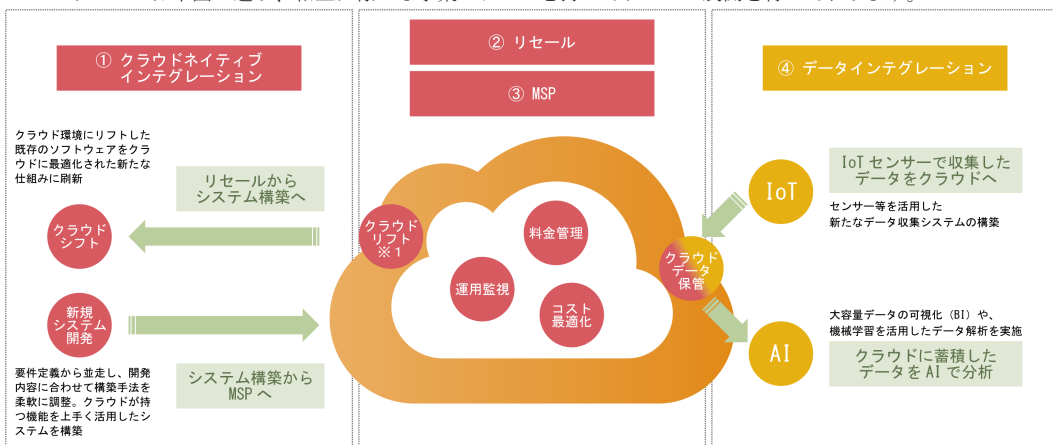 ① クラウドネイティブ
インテグレーション
② リセール
③ MSP
④ データインテグレーション
クラウド環境にリフトした
既存のソフトウェアをクラ
ウドに最適化された新たな
仕組みに刷新
リセールから
システム構築へ
クラウド
シフト
新規
システム
開発
要件定義から並走し、開発
内容に合わせて構築手法を
柔軟に調整。クラウドが持
つ機能を上手く活用したシ
ステムを構築
システム構築から
MSP へ
クラウド
リフト
※1
料金管理
運用監視
コスト
最適化
クラウド
データ
保管
IoT
IoT センサーで収集した
データをクラウドへ
センサー等を活用した
新たなデータ収集システムの構築
大容量データの可視化（BI）や、
機械学習を活用したデータ解析を実施
AI
クラウドに蓄積した
データを AI で分析